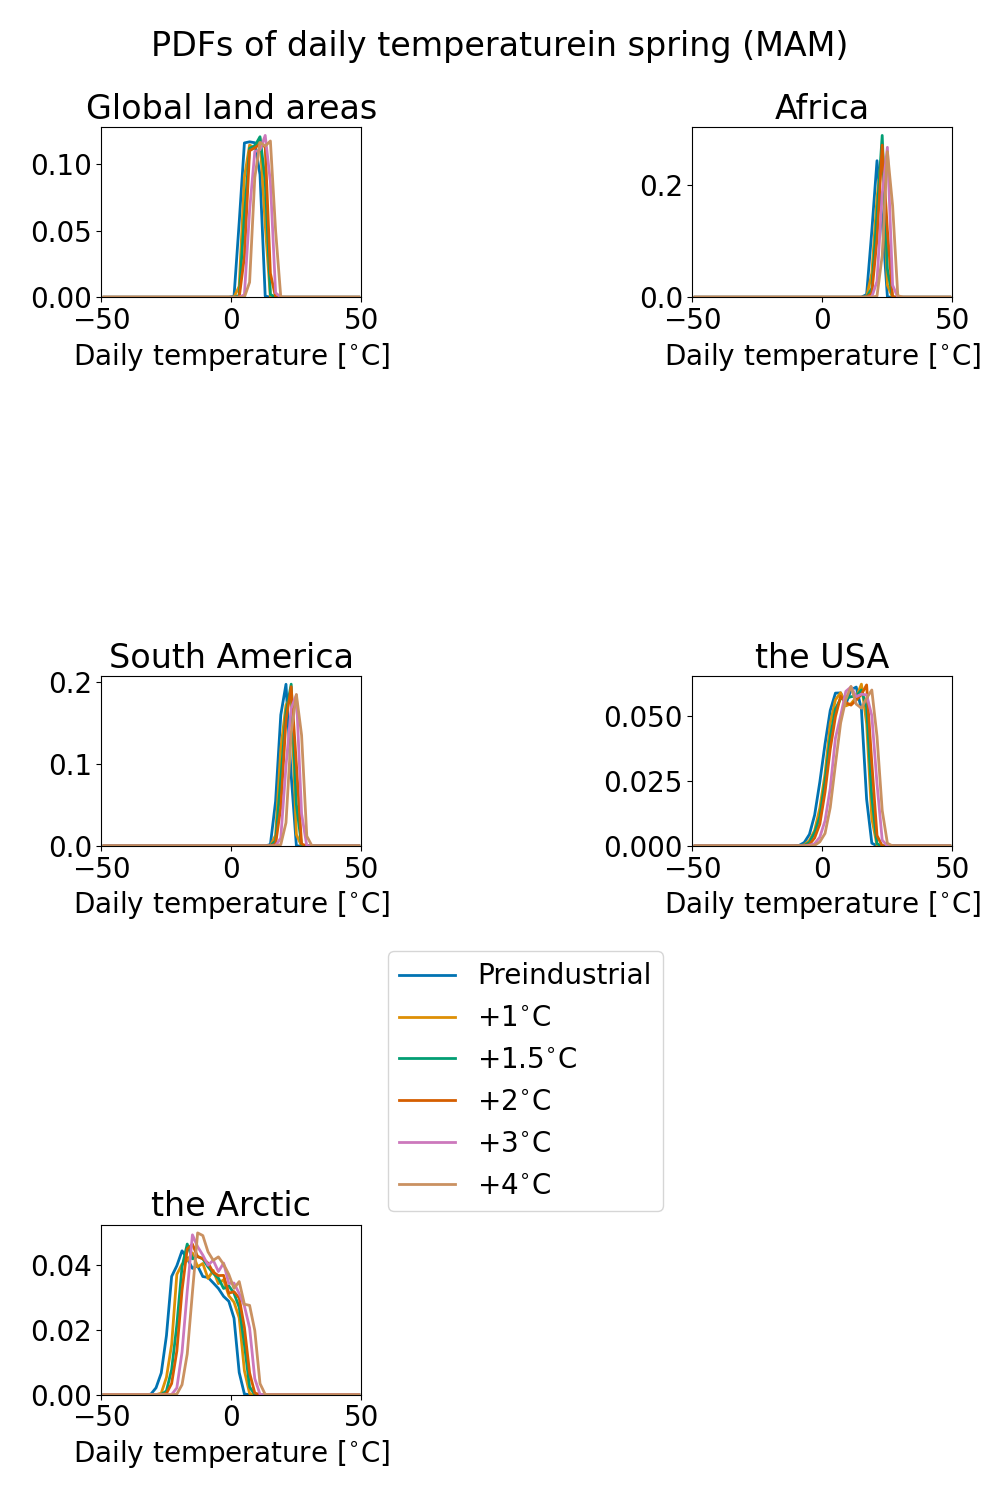 PDFs of daily temperaturein spring (MAM)
Global land areas
0.10
0.05
0.00
−50 0 50
Daily temperature [°C]
Africa
0.2
0.0
−50 0 50
Daily temperature [°C]
South America
0.2
0.1
0.0
−50 0 50
Daily temperature [°C]
the USA
0.050
0.025
0.000
−50 0 50
Daily temperature [°C]
Preindustrial
+1°C
+1.5°C
+2°C
+3°C
+4°C
the Arctic
0.04
0.02
0.00
−50 0 50
Daily temperature [°C]